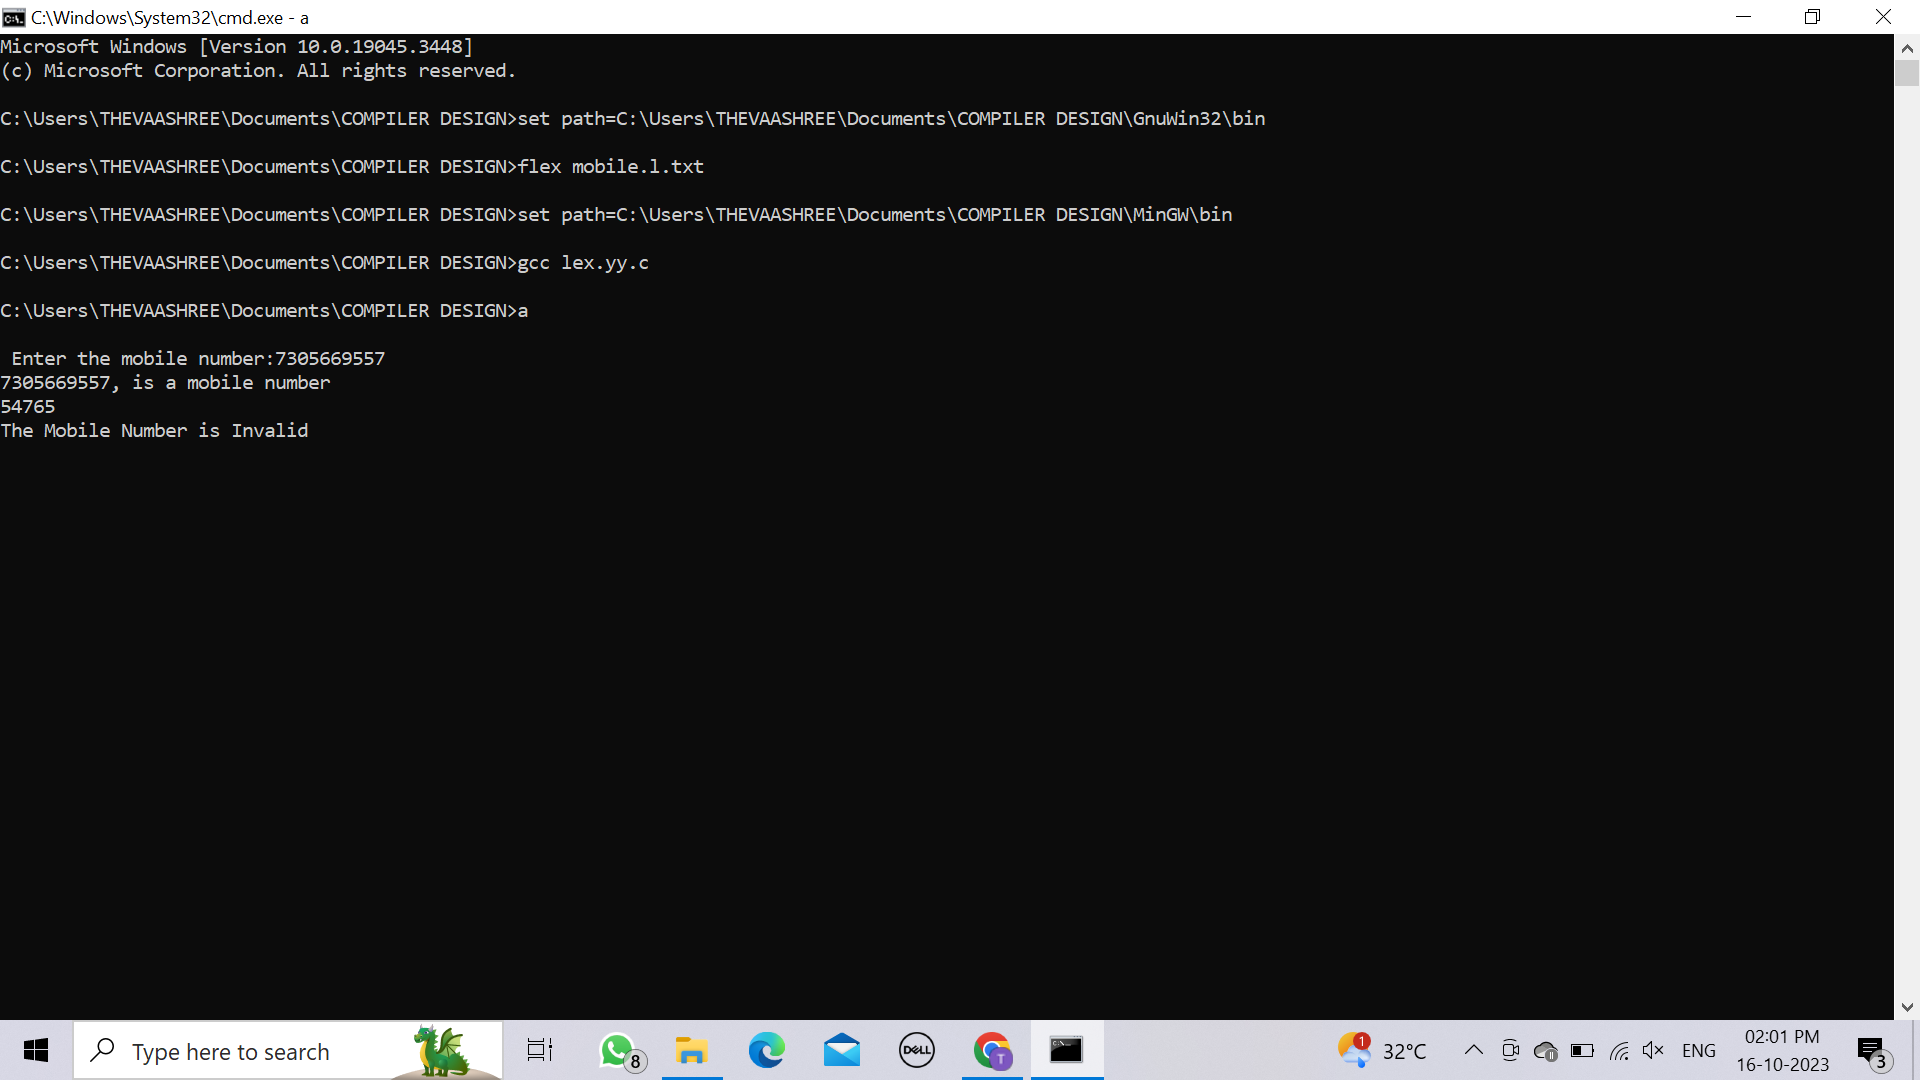 C:\Windows\System32\cmd.exe - a
Microsoft Windows [Version 10.0.19045.3448]
(c) Microsoft Corporation. All rights reserved.
C:\Users\THEVAASHREE\Documents\COMPILER DESIGN>set path=C:\Users\THEVAASHREE\Documents\COMPILER DESIGN\GnuWin32\bin
C:\Users\THEVAASHREE\Documents\COMPILER DESIGN>flex mobile.l.txt
C:\Users\THEVAASHREE\Documents\COMPILER DESIGN>set path=C:\Users\THEVAASHREE\Documents\COMPILER DESIGN\MinGW\bin
C:\Users\THEVAASHREE\Documents\COMPILER DESIGN>gcc lex.yy.c
C:\Users\THEVAASHREE\Documents\COMPILER DESIGN>a
Enter the mobile number:7305669557
7305669557, is a mobile number
54765
The Mobile Number is Invalid
Type here to search
8
DELL
T
1
32°C
ENG
02:01 PM
16-10-2023
3